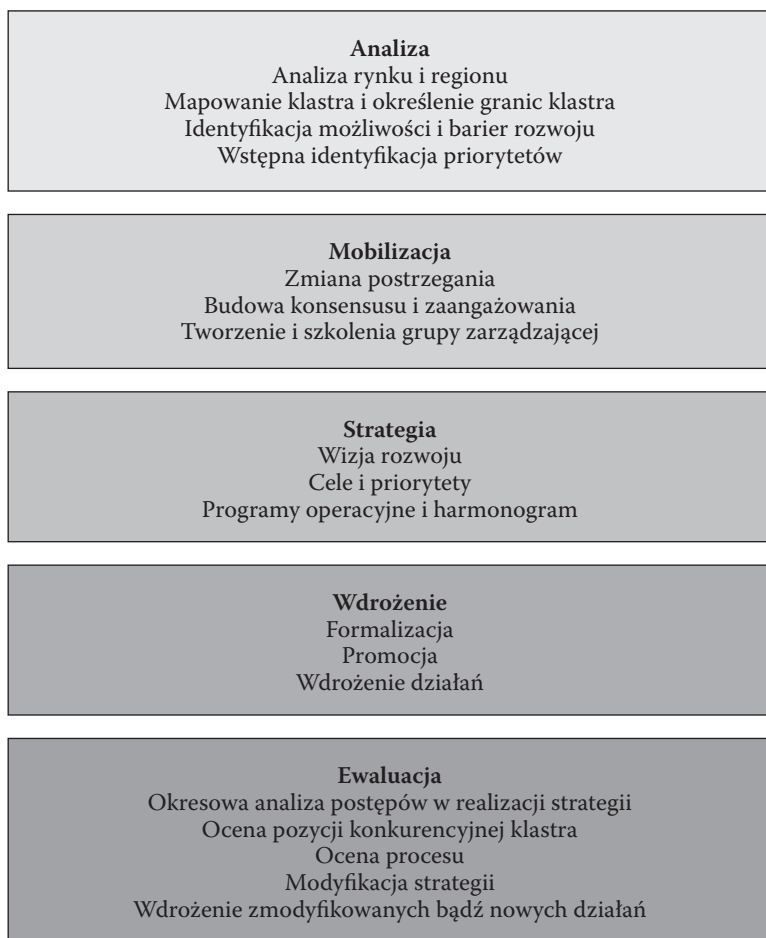 Analiza
Analiza rynku i regionu
Mapowanie klastra i określenie granic klastra
Identyfikacja możliwości i barier rozwoju
Wstępna identyfikacja priorytetów
Mobilizacja
Zmiana postrzegania
Budowa konsensusu i zaangażowania
Tworzenie i szkolenia grupy zarządzającej
Strategia
Wizja rozwoju
Cele i priorytety
Programy operacyjne i harmonogram
Wdrożenie
Formalizacja
Promocja
Wdrożenie działań
Ewaluacja
Okresowa analiza postępów w realizacji strategii
Ocena pozycji konkurencyjnej klastra
Ocena procesu
Modyfikacja strategii
Wdrożenie zmodyfikowanych bądź nowych działań